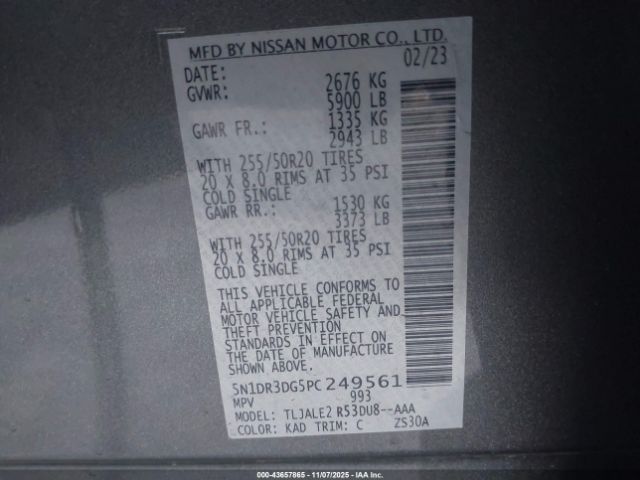 MFD BY NISSAN MOTOR CO., LTD.
DATE: 02/23
GVWR: 2676 KG
5900 LB
GAWR FR.: 1335 KG
2943 LB
WITH 255/50R20 TIRES
20 X 8.0 RIMS AT 35 PSI
COLD SINGLE
GAWR RR.: 1530 KG
3373 LB
WITH 255/50R20 TIRES
20 X 8.0 RIMS AT 35 PSI
COLD SINGLE
THIS VEHICLE CONFORMS TO
ALL APPLICABLE FEDERAL
MOTOR VEHICLE SAFETY AND
THEFT PREVENTION
STANDARDS IN EFFECT ON
THE DATE OF MANUFACTURE
SHOWN ABOVE.
5N1DR3DG5PC249561
MPV 993
MODEL: TLJALE2 R53DU8--AAA
COLOR: KAD TRIM: C ZS30A
000-43657865 - 11/07/2025 - IAA Inc.